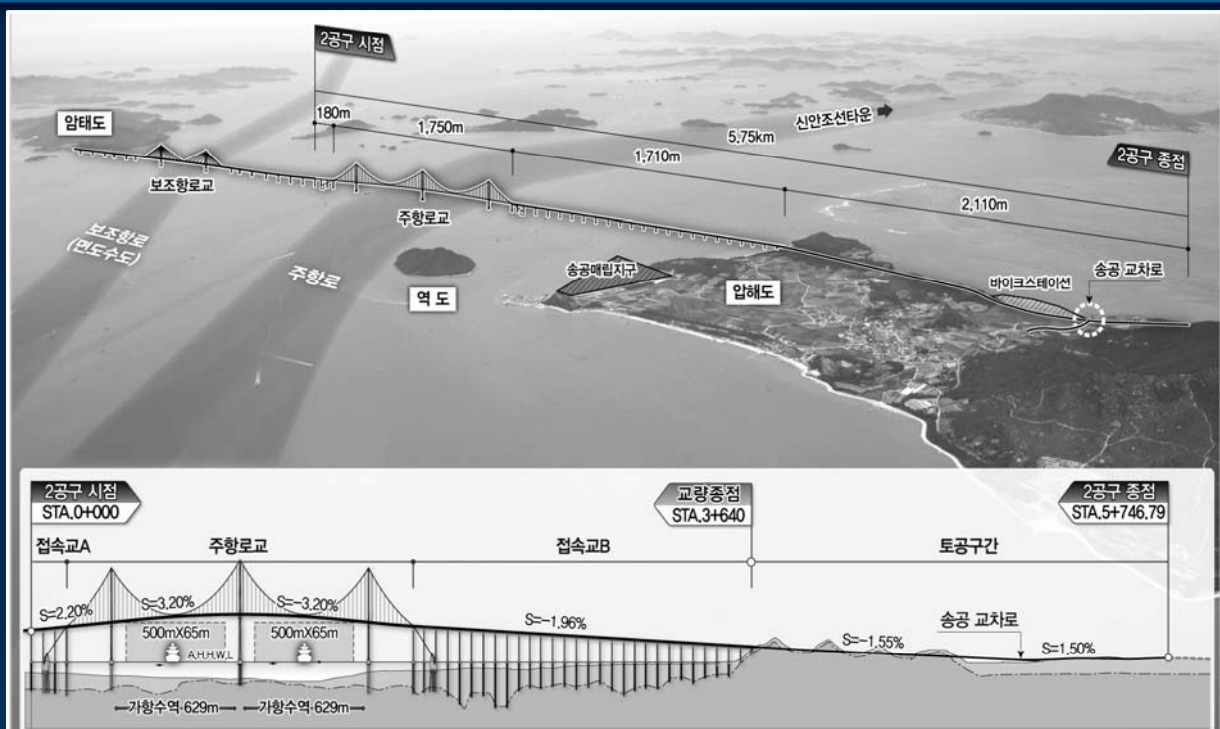 2공구 시점
180m
1,750m
5.75km
신안조선타운
1,710m
2공구 종점
2,110m
암태도
보조항로교
주항로교
보조항로
(면도수도)
주항로
역 도
송공매립지구
압해도
바이크스테이션
송공 교차로
2공구 시점
STA.0+000
교량종점
STA.3+640
2공구 종점
STA.5+746.79
접속교A
주항로교
접속교B
토공구간
S=2.20%
S=3.20%
S=-3.20%
S=-1.96%
S=-1.55%
송공 교차로
S=1.50%
500mX65m
500mX65m
A.H.H.W.L
가항수역 629m
가항수역 629m